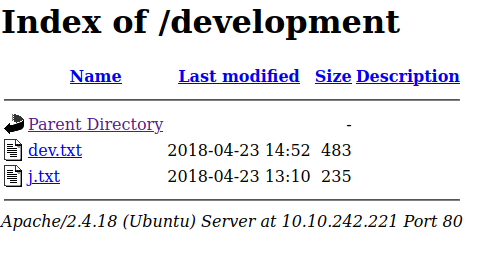 Index of /development
Name Last modified Size Description
Parent Directory -
dev.txt 2018-04-23 14:52 483
j.txt 2018-04-23 13:10 235
Apache/2.4.18 (Ubuntu) Server at 10.10.242.221 Port 80